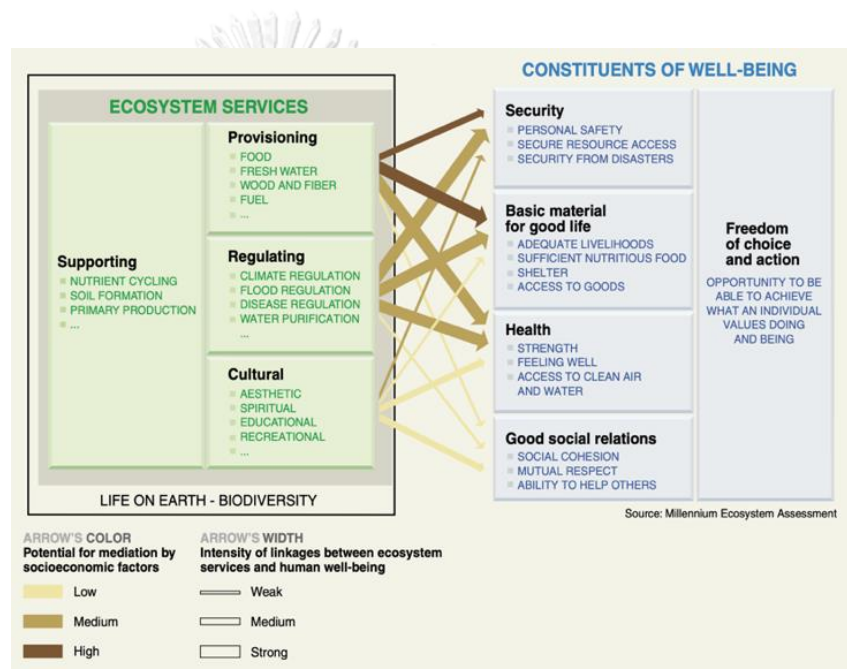 CONSTITUENTS OF WELL-BEING
ECOSYSTEM SERVICES
Supporting
NUTRIENT CYCLING
SOIL FORMATION
PRIMARY PRODUCTION
...
Provisioning
FOOD
FRESH WATER
WOOD AND FIBER
FUEL
...
Regulating
CLIMATE REGULATION
FLOOD REGULATION
DISEASE REGULATION
WATER PURIFICATION
...
Cultural
AESTHETIC
SPIRITUAL
EDUCATIONAL
RECREATIONAL
...
LIFE ON EARTH - BIODIVERSITY
Security
PERSONAL SAFETY
SECURE RESOURCE ACCESS
SECURITY FROM DISASTERS
Basic material
for good life
ADEQUATE LIVELIHOODS
SUFFICIENT NUTRITIOUS FOOD
SHELTER
ACCESS TO GOODS
Health
STRENGTH
FEELING WELL
ACCESS TO CLEAN AIR
AND WATER
Good social relations
SOCIAL COHESION
MUTUAL RESPECT
ABILITY TO HELP OTHERS
Freedom
of choice
and action
OPPORTUNITY TO BE
ABLE TO ACHIEVE
WHAT AN INDIVIDUAL
VALUES DOING
AND BEING
Source: Millennium Ecosystem Assessment
ARROW'S COLOR
Potential for mediation by
socioeconomic factors
Low
Medium
High
ARROW'S WIDTH
Intensity of linkages between ecosystem
services and human well-being
Weak
Medium
Strong